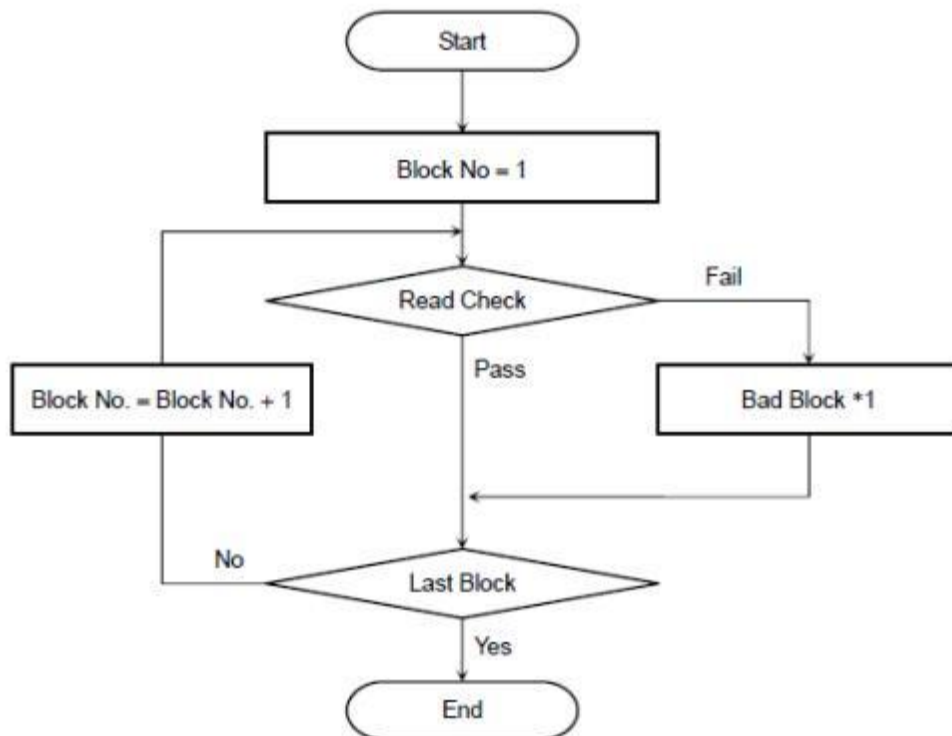 Start
Block No = 1
Read Check
Fail
Pass
Block No. = Block No. + 1
Bad Block *1
No
Last Block
Yes
End